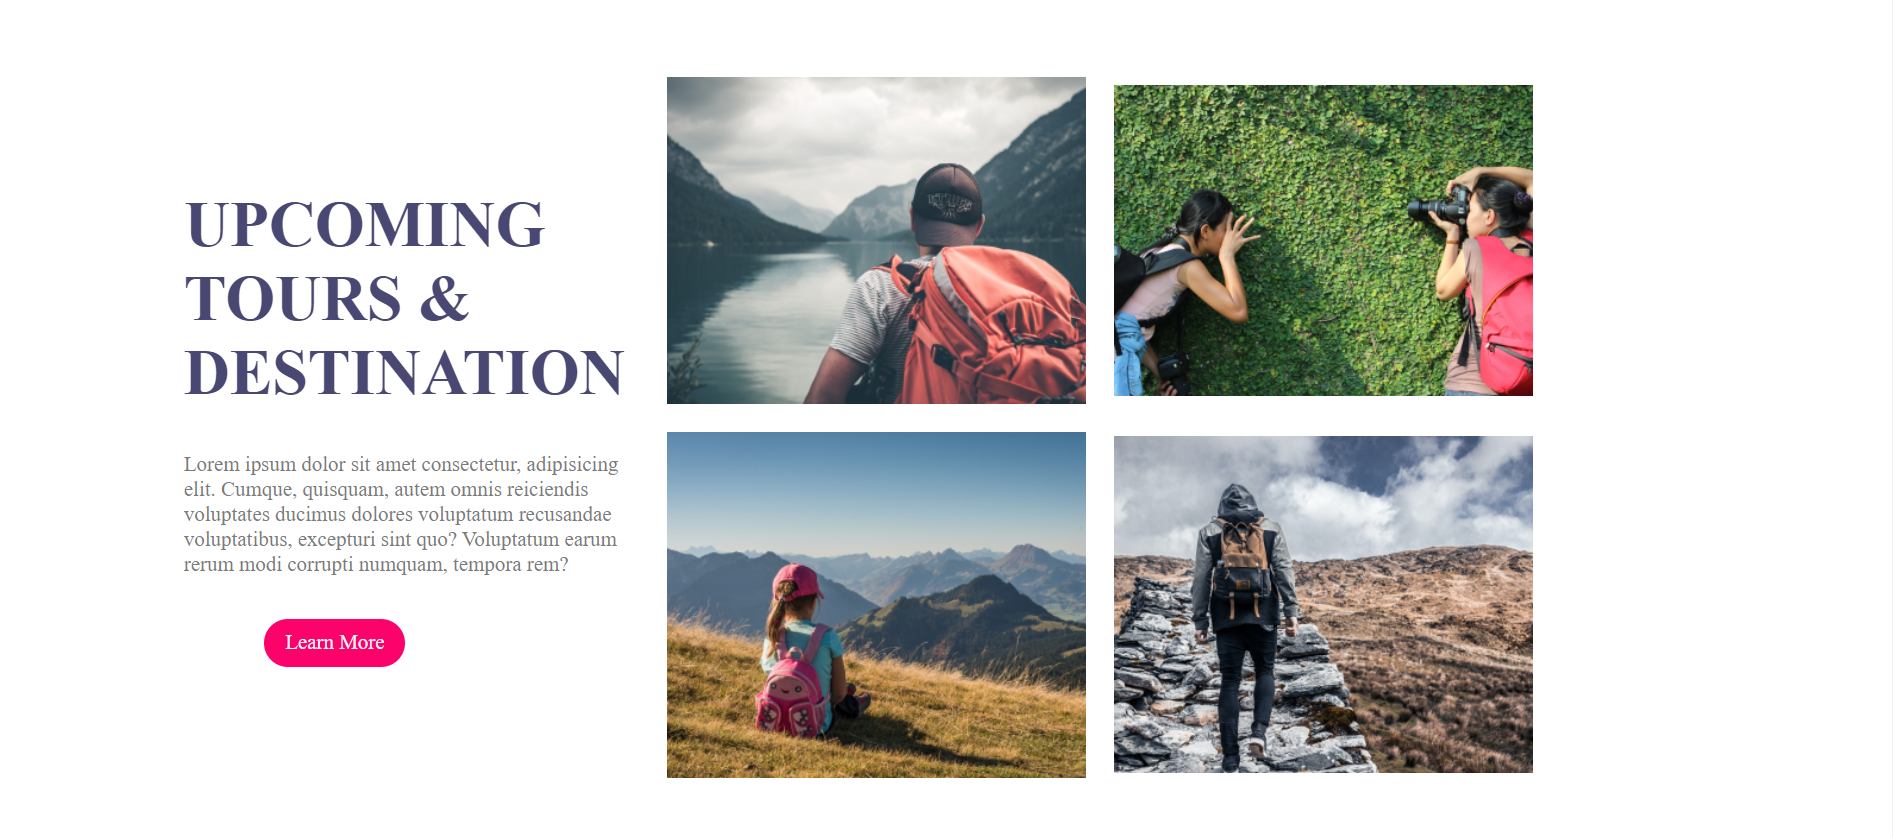 UPCOMING
TOURS &
DESTINATION
Lorem ipsum dolor sit amet consectetur, adipisicing
elit. Cumque, quisquam, autem omnis reiciendis
voluptates ducimus dolores voluptatum recusandae
voluptatibus, excepturi sint quo? Voluptatum earum
rerum modi corrupti numquam, tempora rem?
Learn More